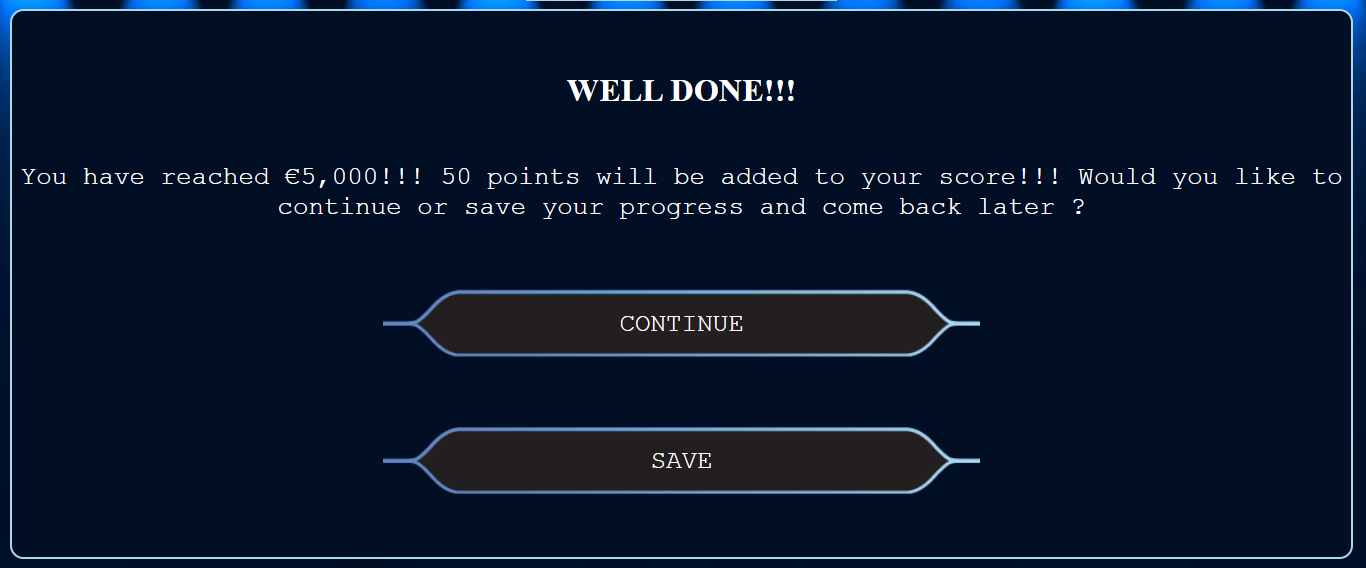 WELL DONE!!!
You have reached €5,000!!! 50 points will be added to your score!!! Would you like to
continue or save your progress and come back later ?
CONTINUE
SAVE